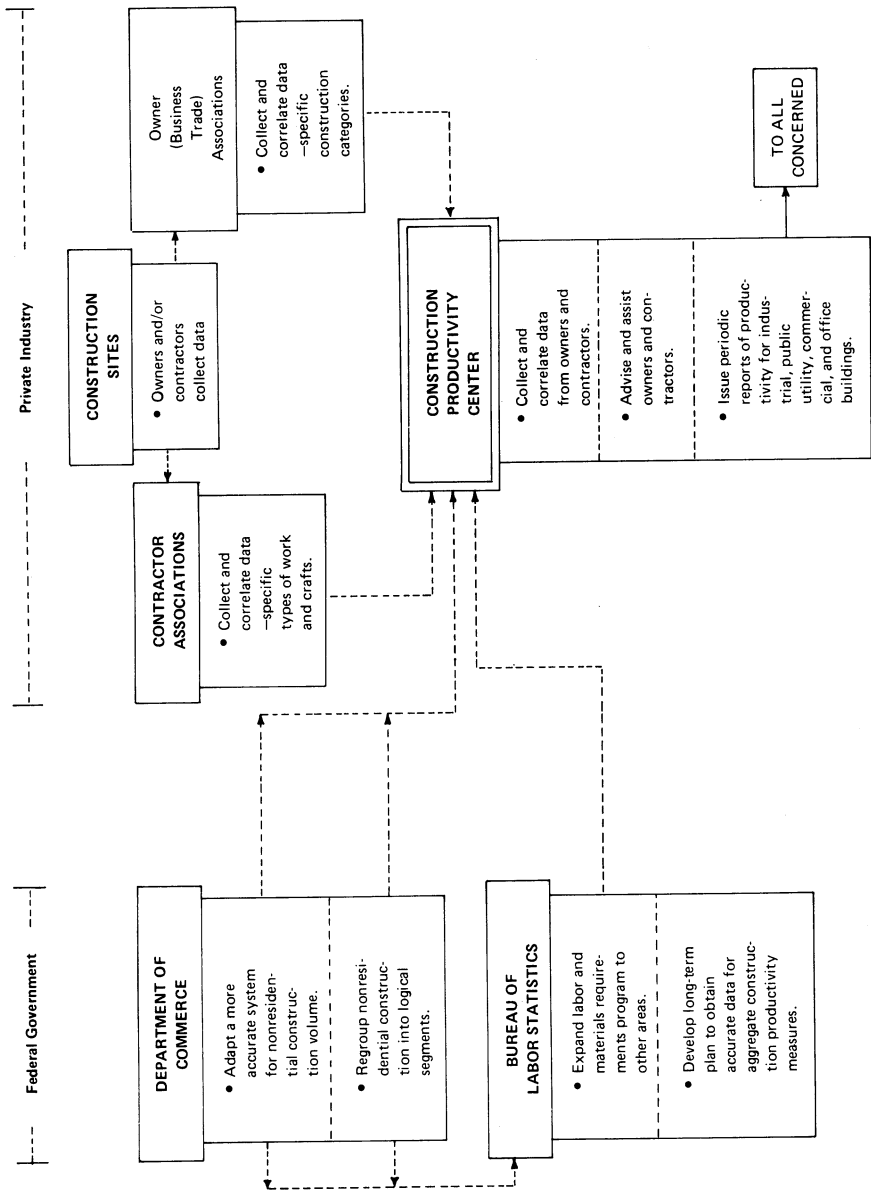 Federal Government
Private Industry
DEPARTMENT OF
COMMERCE
• Adapt a more
accurate system
for nonresiden-
tial construc-
tion volume.
• Regroup nonresi-
dential construc-
tion into logical
segments.
BUREAU OF
LABOR STATISTICS
• Expand labor and
materials require-
ments program to
other areas.
• Develop long-term
plan to obtain
accurate data for
aggregate construc-
tion productivity
measures.
CONSTRUCTION
SITES
• Owners and/or
contractors
collect data
CONTRACTOR
ASSOCIATIONS
• Collect and
correlate data
—specific
types of work
and crafts.
Owner
(Business
Trade)
Associations
• Collect and
correlate data
—specific
construction
categories.
CONSTRUCTION
PRODUCTIVITY
CENTER
• Collect and
correlate data
from owners and
contractors.
• Advise and assist
owners and con-
tractors.
• Issue periodic
reports of produc-
tivity for indus-
trial, public
utility, commer-
cial, and office
buildings.
TO ALL
CONCERNED